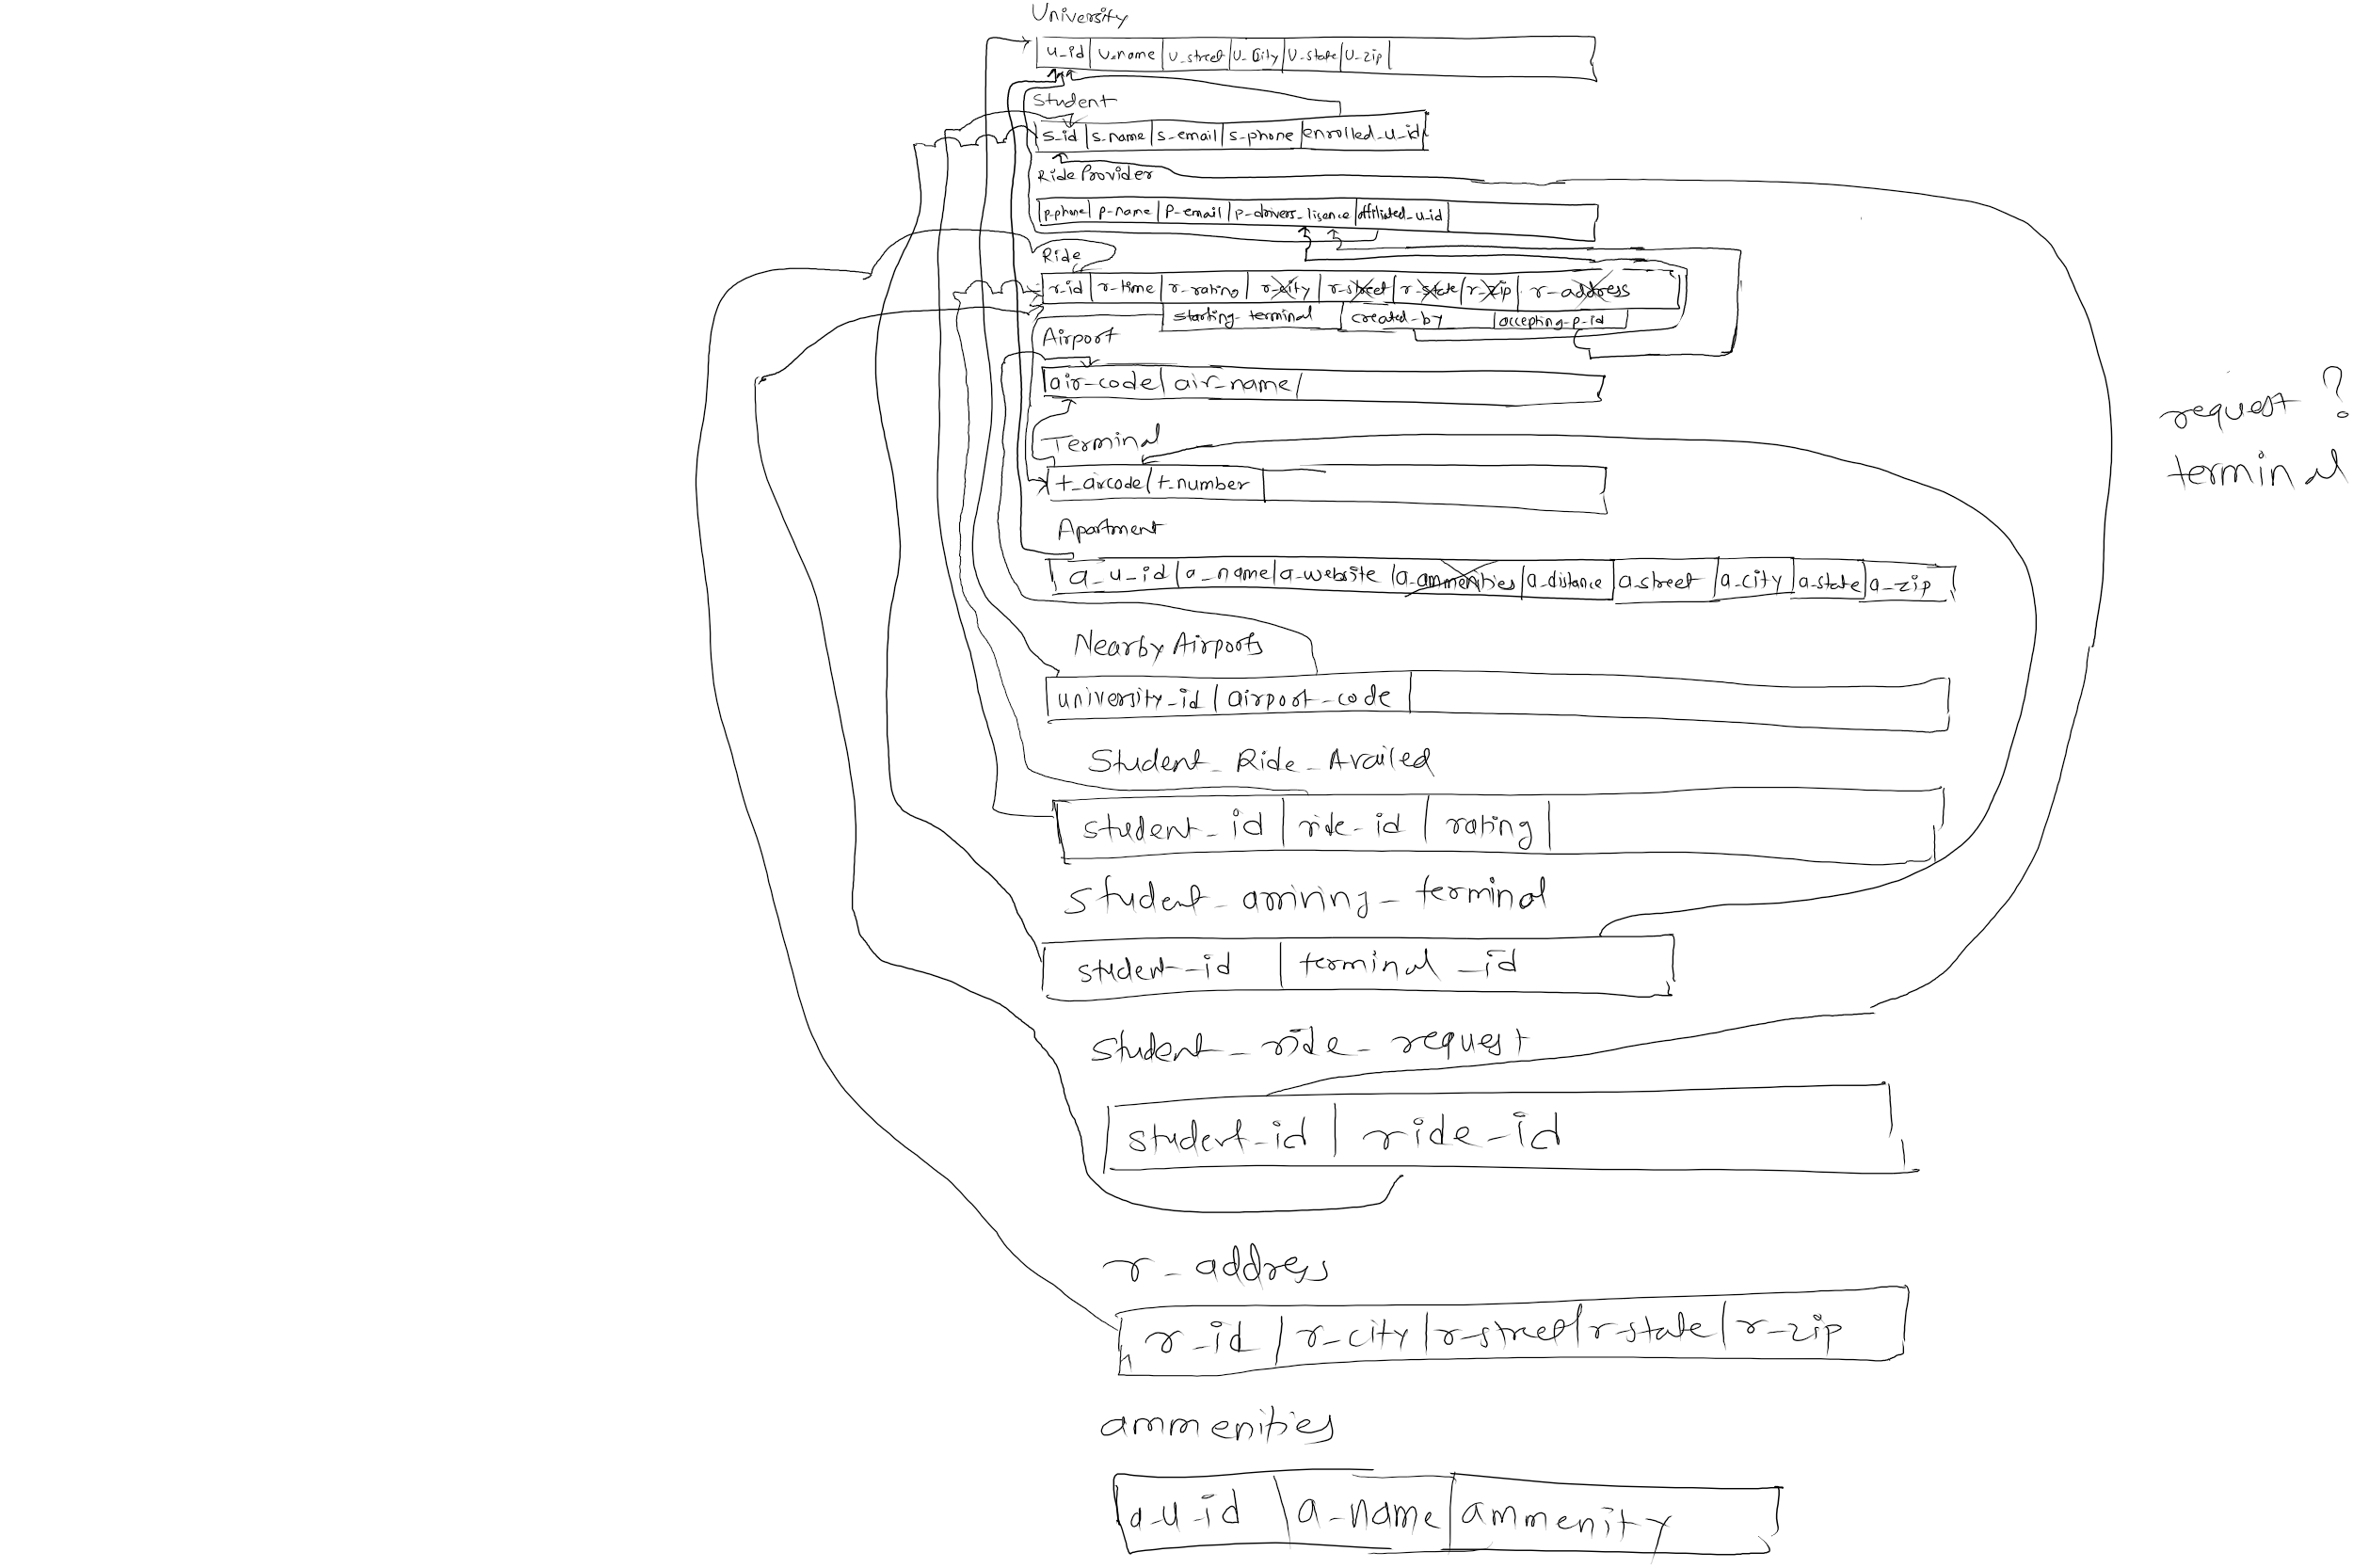 University
u_id | u_name | u_street | u_city | u_state | u_zip |
Student
s_id | s_name | s_email | s_phone | enrolled_u_id
Ride Provider
p_phone | p_name | p_email | p_drivers_lisence | affiliated_u_id
Ride
r_id | r_time | r_rating | r_city | r_street | r_state | r_zip | r_address
starting_terminal | created_by | accepting_p_id
Airport
air_code | air_name |
request ?
Terminal
terminal
t_aircode | t_number
Apartment
a_u_id | a_name | a_website | a_ammenities | a_distance | a_street | a_city | a_state | a_zip
Nearby Airports
university_id | airport_code
Student_Ride_Availed
student_id | ride_id | rating |
student_arriving_terminal
student_id | terminal_id
student_ride_request
student_id | ride_id
r_address
r_id | r_city | r_street | r_state | r_zip
ammenities
a_u_id | a_name | ammenity